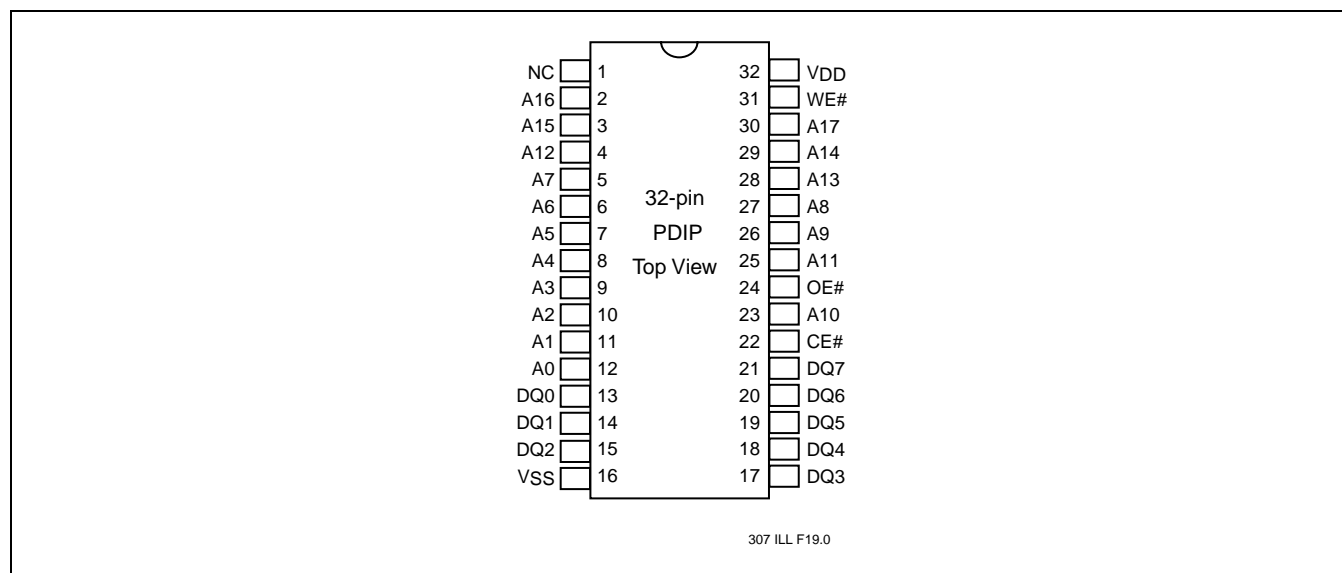 NC 1 32 VDD
A16 2 31 WE#
A15 3 30 A17
A12 4 29 A14
A7 5 28 A13
A6 6 32-pin 27 A8
A5 7 PDIP 26 A9
A4 8 Top View 25 A11
A3 9 24 OE#
A2 10 23 A10
A1 11 22 CE#
A0 12 21 DQ7
DQ0 13 20 DQ6
DQ1 14 19 DQ5
DQ2 15 18 DQ4
VSS 16 17 DQ3
307 ILL F19.0